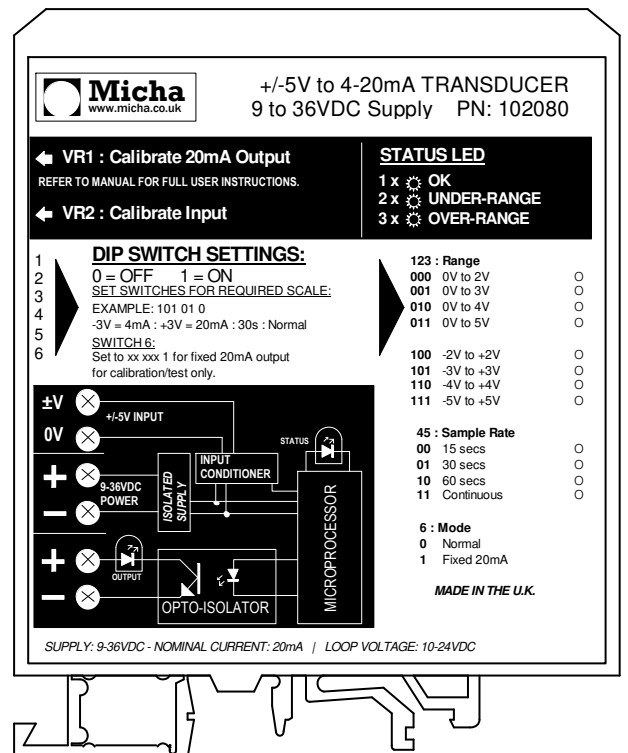 Micha
www.micha.co.uk
+/-5V to 4-20mA TRANSDUCER
9 to 36VDC Supply PN: 102080
VR1 : Calibrate 20mA Output
REFER TO MANUAL FOR FULL USER INSTRUCTIONS.
VR2 : Calibrate Input
STATUS LED
1 x OK
2 x UNDER-RANGE
3 x OVER-RANGE
1
2
3
4
5
6
DIP SWITCH SETTINGS:
0 = OFF 1 = ON
SET SWITCHES FOR REQUIRED SCALE:
EXAMPLE: 101 01 0
-3V = 4mA : +3V = 20mA : 30s : Normal
SWITCH 6:
Set to xx xxx 1 for fixed 20mA output
for calibration/test only.
123 : Range
000 0V to 2V O
001 0V to 3V O
010 0V to 4V O
011 0V to 5V O
100 -2V to +2V O
101 -3V to +3V O
110 -4V to +4V O
111 -5V to +5V O
45 : Sample Rate
00 15 secs O
01 30 secs O
10 60 secs O
11 Continuous O
6 : Mode
0 Normal
1 Fixed 20mA
MADE IN THE U.K.
±V
+/-5V INPUT
0V
+
9-36VDC
POWER
−
ISOLATED
SUPPLY
INPUT
CONDITIONER
STATUS
MICROPROCESSOR
+
OUTPUT
−
OPTO-ISOLATOR
SUPPLY: 9-36VDC - NOMINAL CURRENT: 20mA | LOOP VOLTAGE: 10-24VDC